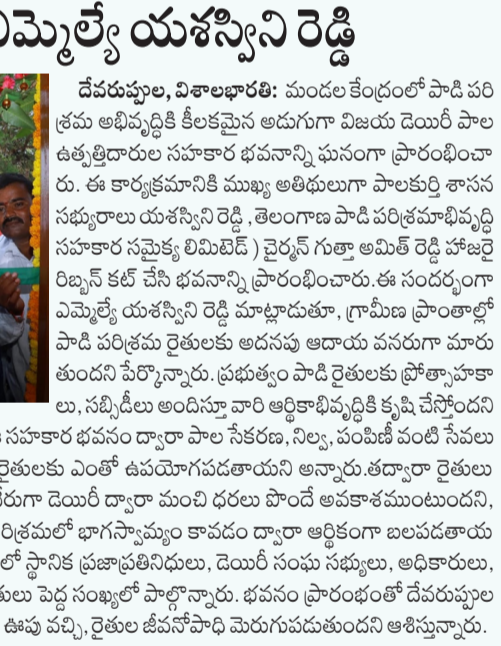 ఎమ్మెల్యే యశస్విని రెడ్డి
దేవరుప్పుల, విశాలభారతి: మండల కేంద్రంలో పాడి పరి
శ్రమ అభివృద్ధికి కీలకమైన అడుగుగా విజయ డెయిరీ పాల
ఉత్పత్తిదారుల సహకార భవనాన్ని ఘనంగా ప్రారంభించా
రు. ఈ కార్యక్రమానికి ముఖ్య అతిథులుగా పాలకుర్తి శాసన
సభ్యురాలు యశస్విని రెడ్డి , తెలంగాణ పాడి పరిశ్రమాభివృద్ధి
సహకార సమైక్య లిమిటెడ్ ) చైర్మన్ గుత్తా అమిత్ రెడ్డి హాజరై
రిబ్బన్ కట్ చేసి భవనాన్ని ప్రారంభించారు.ఈ సందర్భంగా
ఎమ్మెల్యే యశస్విని రెడ్డి మాట్లాడుతూ, గ్రామీణ ప్రాంతాల్లో
పాడి పరిశ్రమ రైతులకు అదనపు ఆదాయ వనరుగా మారు
తుందని పేర్కొన్నారు. ప్రభుత్వం పాడి రైతులకు ప్రోత్సాహకా
లు, సబ్సిడీలు అందిస్తూ వారి ఆర్థికాభివృద్ధికి కృషి చేస్తోందని
సహకార భవనం ద్వారా పాల సేకరణ, నిల్వ, పంపిణీ వంటి సేవలు
రైతులకు ఎంతో ఉపయోగపడతాయని అన్నారు.తద్వారా రైతులు
డెయిరీ ద్వారా మంచి ధరలు పొందే అవకాశముంటుందని,
రిశ్రమలో భాగస్వామ్యం కావడం ద్వారా ఆర్థికంగా బలపడతాయ
లో స్థానిక ప్రజాప్రతినిధులు, డెయిరీ సంఘ సభ్యులు, అధికారులు,
తులు పెద్ద సంఖ్యలో పాల్గొన్నారు. భవనం ప్రారంభంతో దేవరుప్పుల
ఊపు వచ్చి, రైతుల జీవనోపాధి మెరుగుపడుతుందని ఆశిస్తున్నారు.